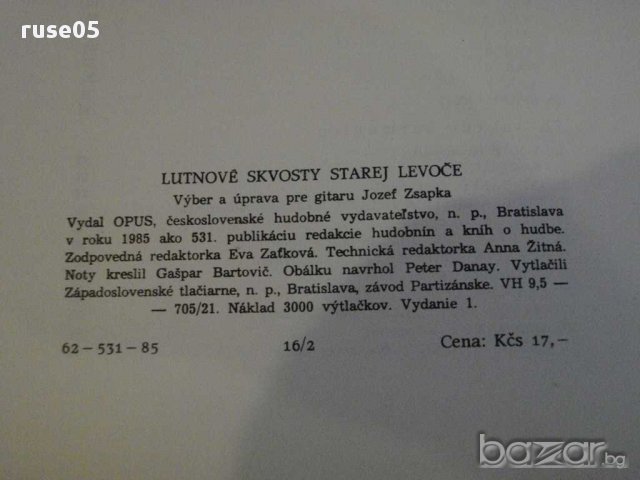 ruse05
LUTNOVÉ SKVOSTY STAREJ LEVOČE
Výber a úprava pre gitaru Jozef Zsapka
Vydal OPUS, československé hudobné vydavateľstvo, n. p., Bratislava
v roku 1985 ako 531. publikáciu redakcie hudobnín a kníh o hudbe.
Zodpovedná redaktorka Eva Zaťková. Technická redaktorka Anna Žitná.
Noty kreslil Gašpar Bartovič. Obálku navrhol Peter Danay. Vytlačili
Západoslovenské tlačiarne, n. p., Bratislava, závod Partizánske. VH 9,5 —
— 705/21. Náklad 3000 výtlačkov. Vydanie 1.
62 — 531 — 85 16/2 Cena: Kčs 17,–
bazar.bg